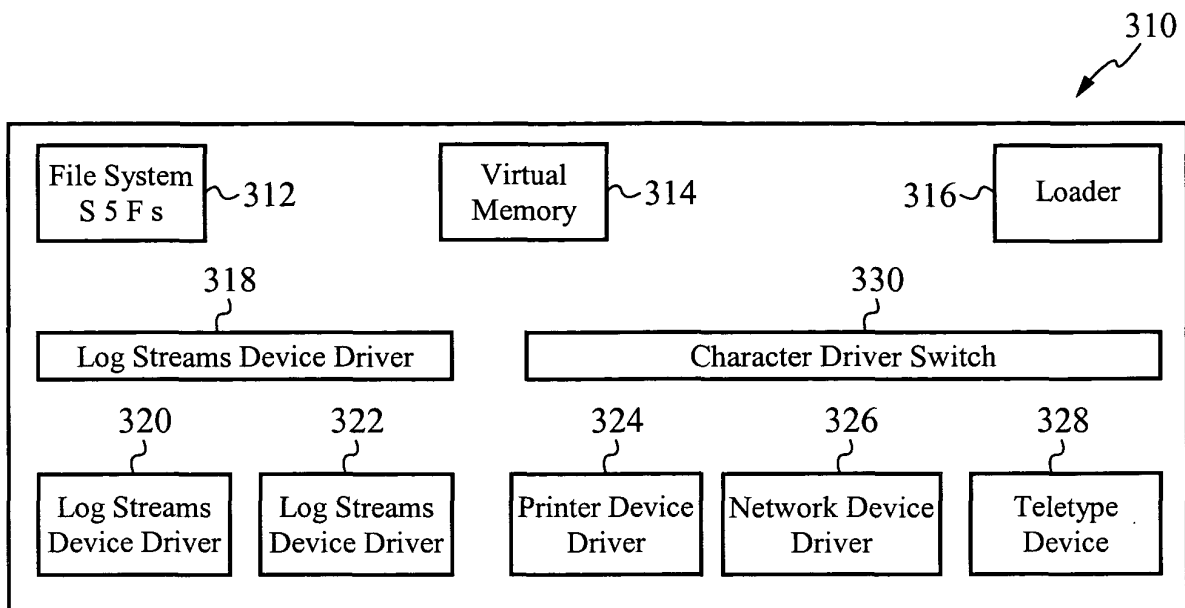 310
File System
S 5 F s
312
Virtual
Memory
314
316
Loader
318
330
Log Streams Device Driver
Character Driver Switch
320
322
324
326
328
Log Streams
Device Driver
Log Streams
Device Driver
Printer Device
Driver
Network Device
Driver
Teletype
Device